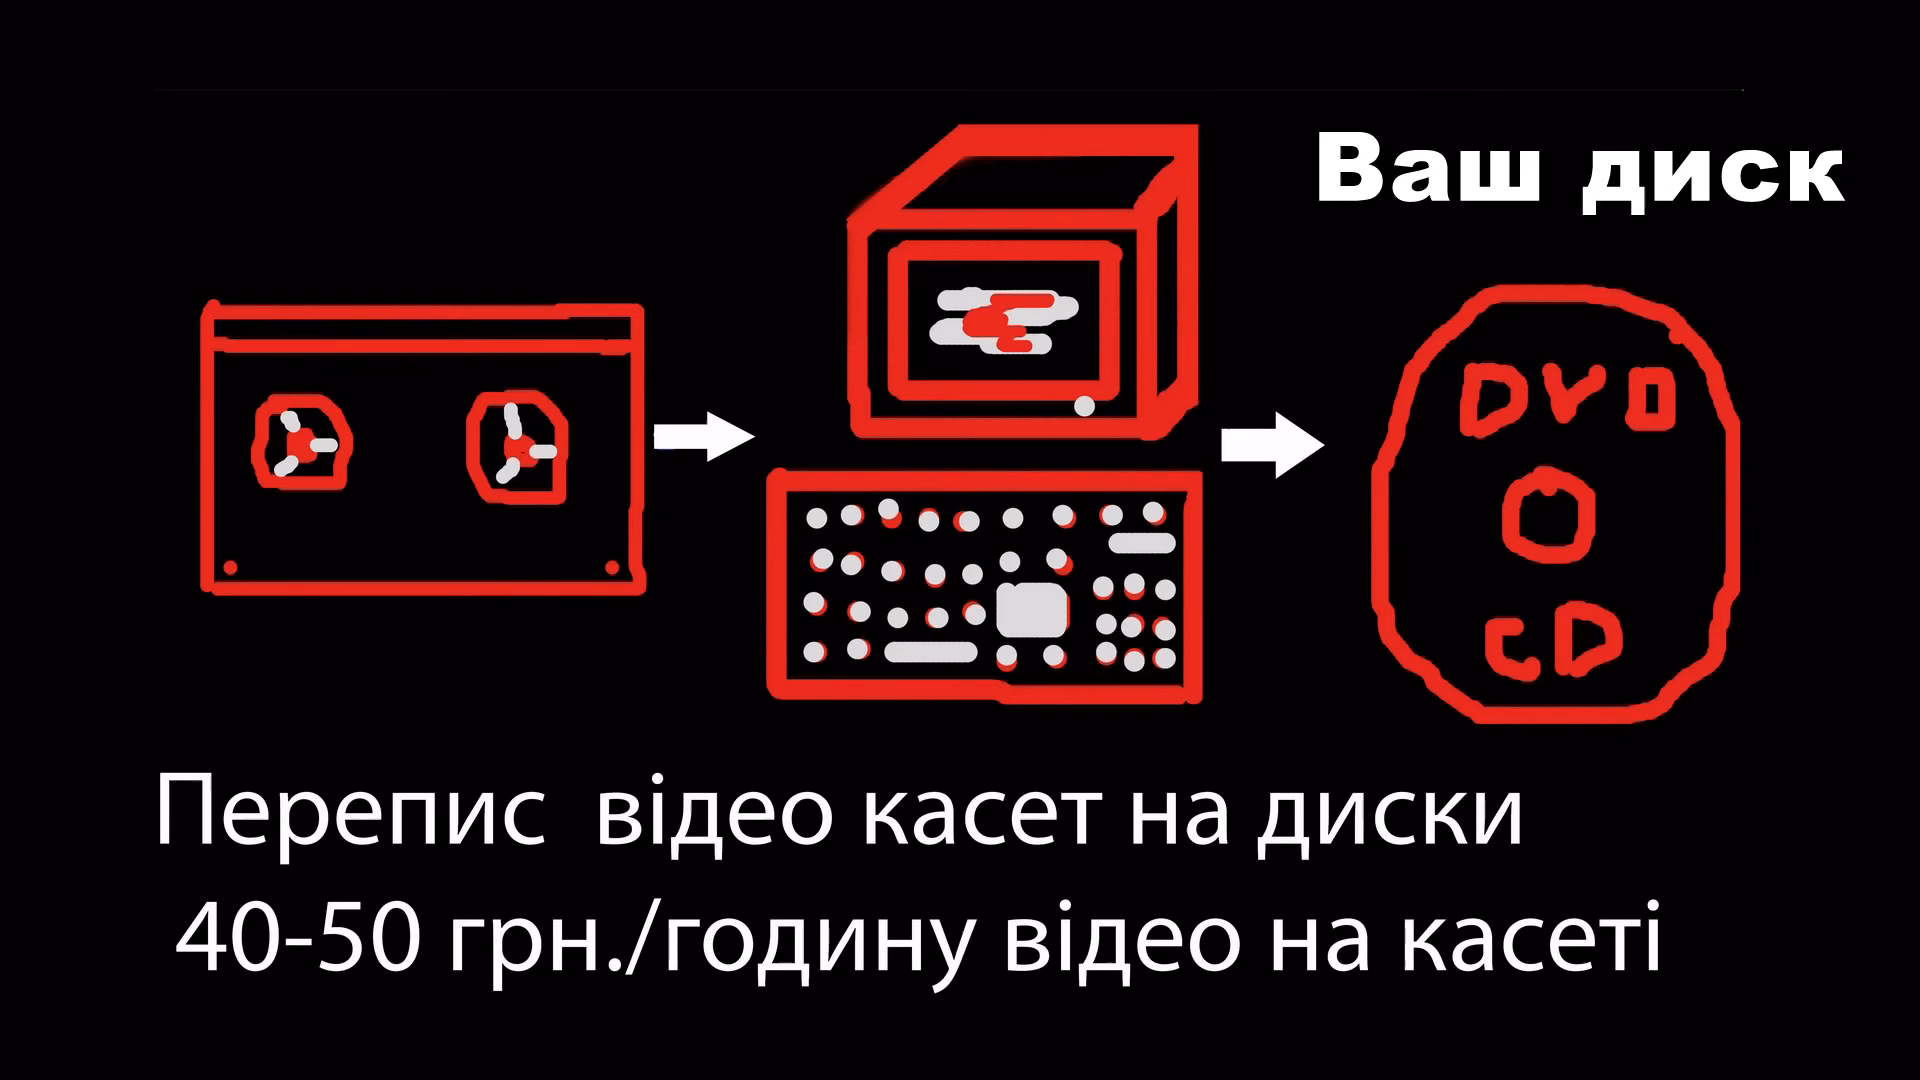 Ваш диск
DVD
CD
Перепис відео касет на диски
40-50 грн./годину відео на касеті